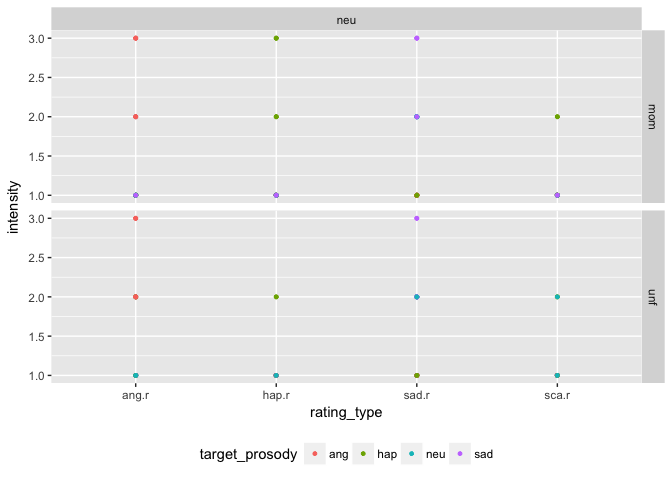 neu
3.0
2.5
2.0
1.5
1.0
mom
3.0
2.5
2.0
1.5
1.0
unf
intensity
ang.r hap.r sad.r sca.r
rating_type
target_prosody ang hap neu sad